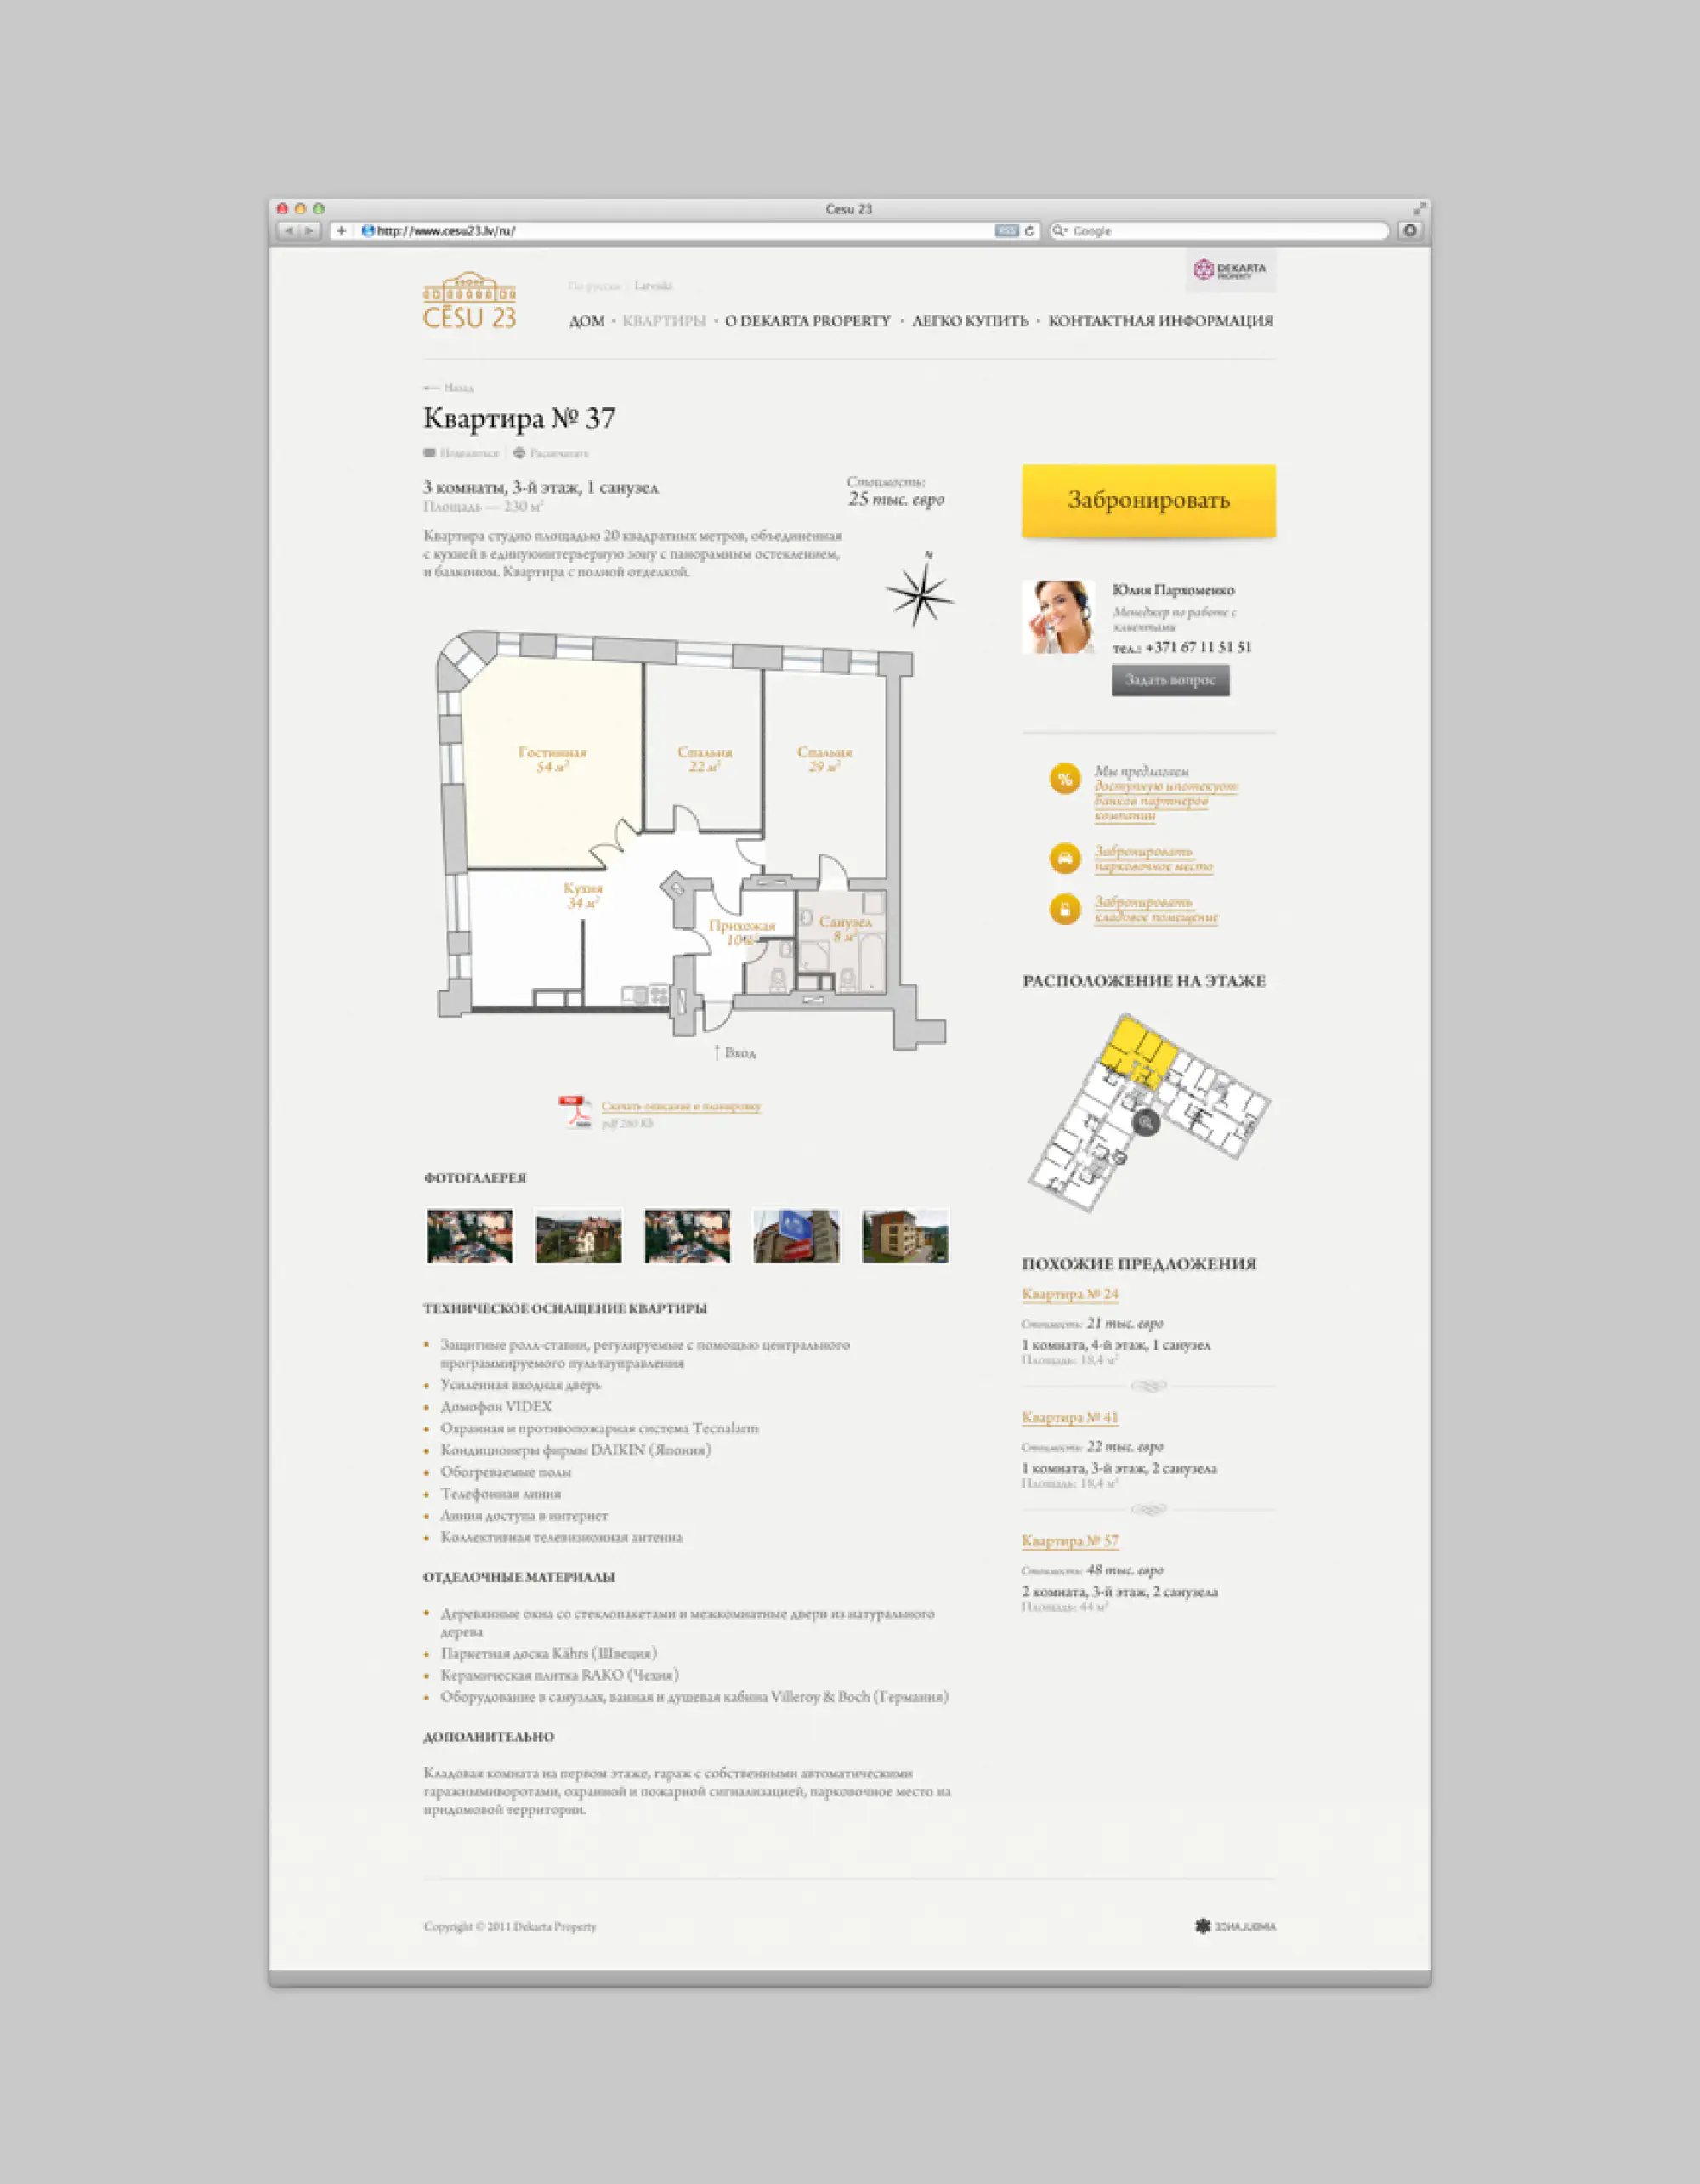 Cesu 23
http://www.cesu23.lv/ru/
RSS
Google
DEKARTA
PROPERTY
CĒSU 23
По русски | Latviski
ДОМ · КВАРТИРЫ · О DEKARTA PROPERTY · ЛЕГКО КУПИТЬ · КОНТАКТНАЯ ИНФОРМАЦИЯ
← Назад
Квартира № 37
Поделиться | Распечатать
3 комнаты, 3-й этаж, 1 санузел
Площадь — 230 м²
Стоимость:
25 тыс. евро
Квартира студио площадью 20 квадратных метров, объединённая
с кухней в единуюинтерьерную зону с панорамным остеклением,
и балконом. Квартира с полной отделкой.
N
Гостинная
54 м²
Спальня
22 м²
Спальня
29 м²
Кухня
34 м²
Прихожая
10 м²
Санузел
8 м²
↑ Вход
PDF
Скачать описание и планировку
pdf 280 Kb
ФОТОГАЛЕРЕЯ
ТЕХНИЧЕСКОЕ ОСНАЩЕНИЕ КВАРТИРЫ
Защитные ролл-ставни, регулируемые с помощью центрального
программируемого пультауправления
Усиленная входная дверь
Домофон VIDEX
Охранная и противопожарная система Tecnalarm
Кондиционеры фирмы DAIKIN (Япония)
Обогреваемые полы
Телефонная линия
Линия доступа в интернет
Коллективная телевизионная антенна
ОТДЕЛОЧНЫЕ МАТЕРИАЛЫ
Деревянные окна со стеклопакетами и межкомнатные двери из натурального
дерева
Паркетная доска Kährs (Швеция)
Керамическая плитка RAKO (Чехия)
Оборудование в санузлах, ванная и душевая кабина Villeroy & Boch (Германия)
ДОПОЛНИТЕЛЬНО
Кладовая комната на первом этаже, гараж с собственными автоматическими
гаражнымиворотами, охранной и пожарной сигнализацией, парковочное место на
придомовой территории.
Забронировать
Юлия Пархоменко
Менеджер по работе с
клиентами
тел.: +371 67 11 51 51
Задать вопрос
%
Мы предлагаем
доступную ипотекуот
банков партнеров
компании
Забронировать
парковочное место
Забронировать
кладовое помещение
РАСПОЛОЖЕНИЕ НА ЭТАЖЕ
ПОХОЖИЕ ПРЕДЛОЖЕНИЯ
Квартира № 24
Стоимость: 21 тыс. евро
1 комната, 4-й этаж, 1 санузел
Площадь: 18,4 м²
Квартира № 41
Стоимость: 22 тыс. евро
1 комната, 3-й этаж, 2 санузела
Площадь: 18,4 м²
Квартира № 57
Стоимость: 48 тыс. евро
2 комната, 3-й этаж, 2 санузела
Площадь: 44 м²
Copyright © 2011 Dekarta Property
AMBULANCE